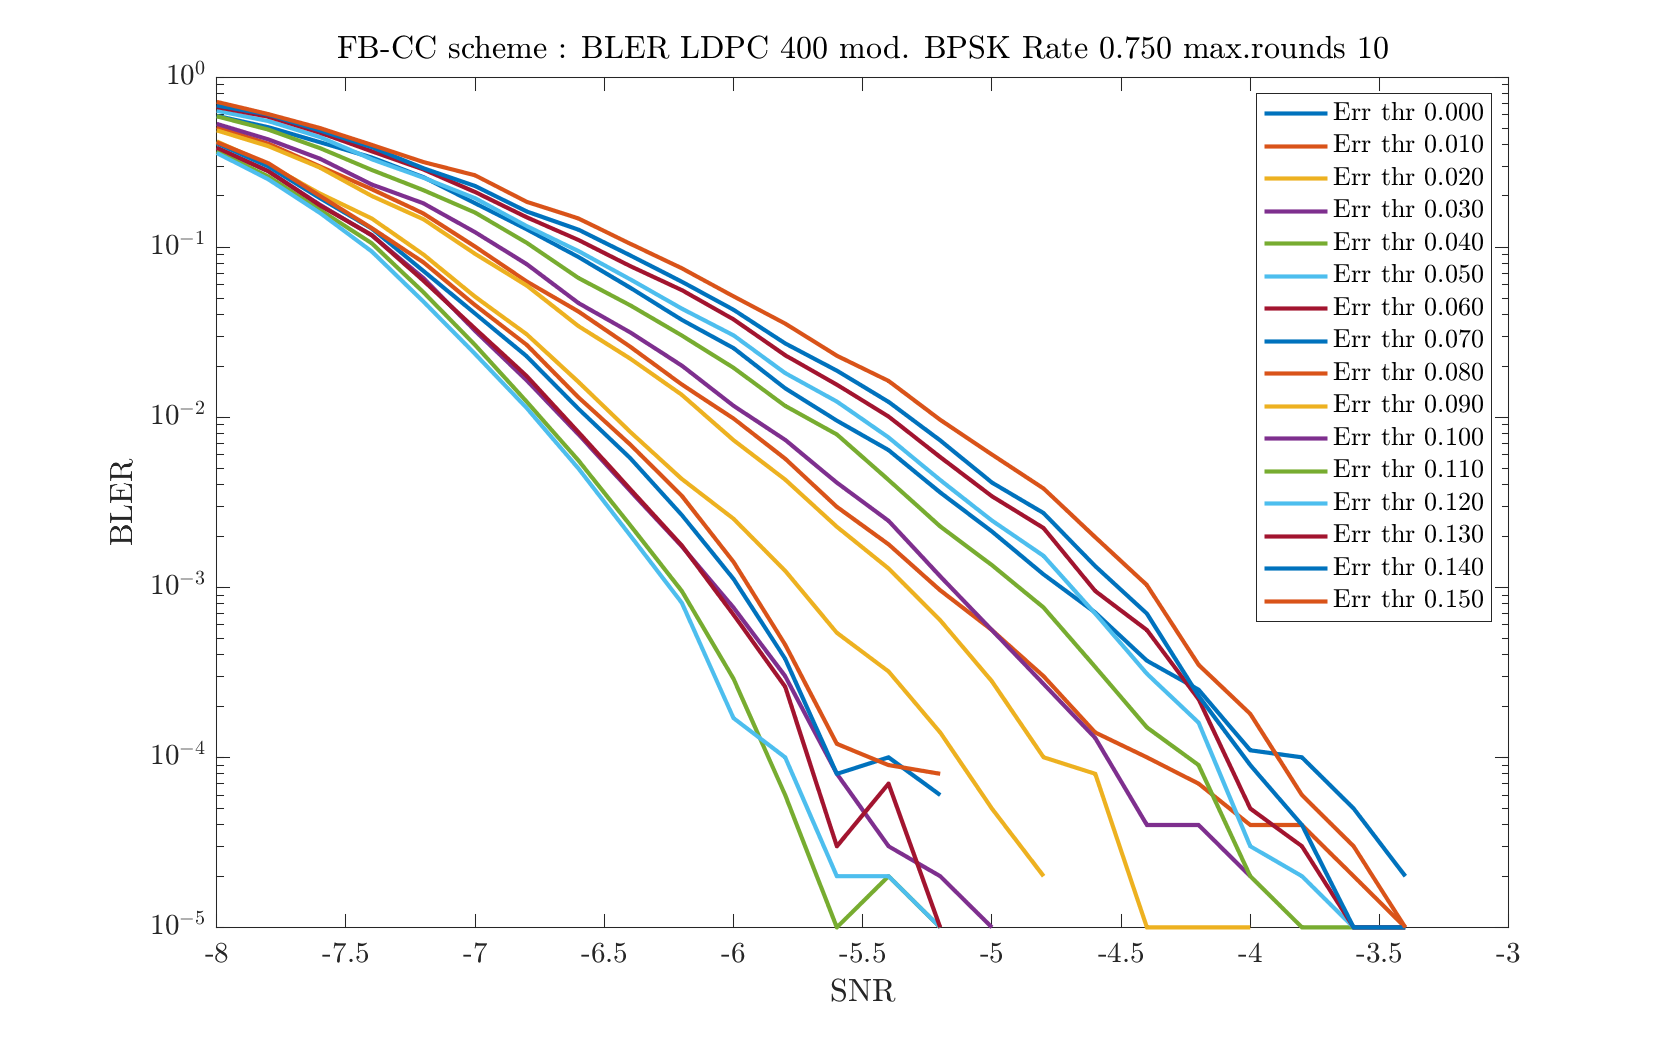 FB-CC scheme : BLER LDPC 400 mod. BPSK Rate 0.750 max.rounds 10
10^0
10^-1
10^-2
10^-3
10^-4
10^-5
BLER
Err thr 0.000
Err thr 0.010
Err thr 0.020
Err thr 0.030
Err thr 0.040
Err thr 0.050
Err thr 0.060
Err thr 0.070
Err thr 0.080
Err thr 0.090
Err thr 0.100
Err thr 0.110
Err thr 0.120
Err thr 0.130
Err thr 0.140
Err thr 0.150
-8 -7.5 -7 -6.5 -6 -5.5 -5 -4.5 -4 -3.5 -3
SNR